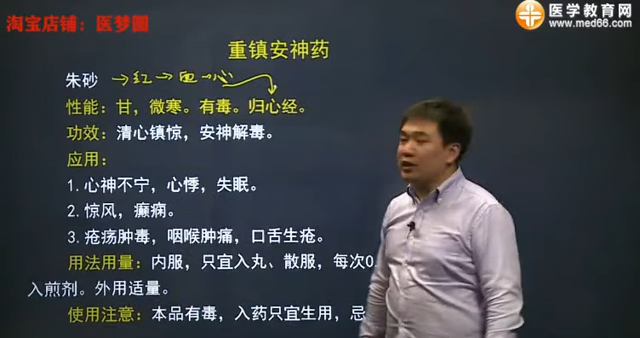 淘宝店铺：医梦圆
医学教育网
www.med66.com
重镇安神药
朱砂 →红→血→心
性能：甘，微寒。有毒。归心经。
功效：清心镇惊，安神解毒。
应用：
1.心神不宁，心悸，失眠。
2.惊风，癫痫。
3.疮疡肿毒，咽喉肿痛，口舌生疮。
用法用量：内服，只宜入丸、散服，每次0
入煎剂。外用适量。
使用注意：本品有毒，入药只宜生用，忌